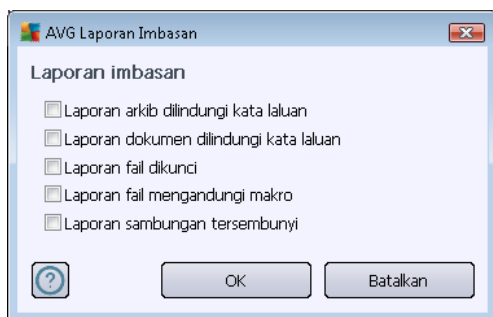 AVG Laporan Imbasan
Laporan imbasan
Laporan arkib dilindungi kata laluan
Laporan dokumen dilindungi kata laluan
Laporan fail dikunci
Laporan fail mengandungi makro
Laporan sambungan tersembunyi
? OK Batalkan